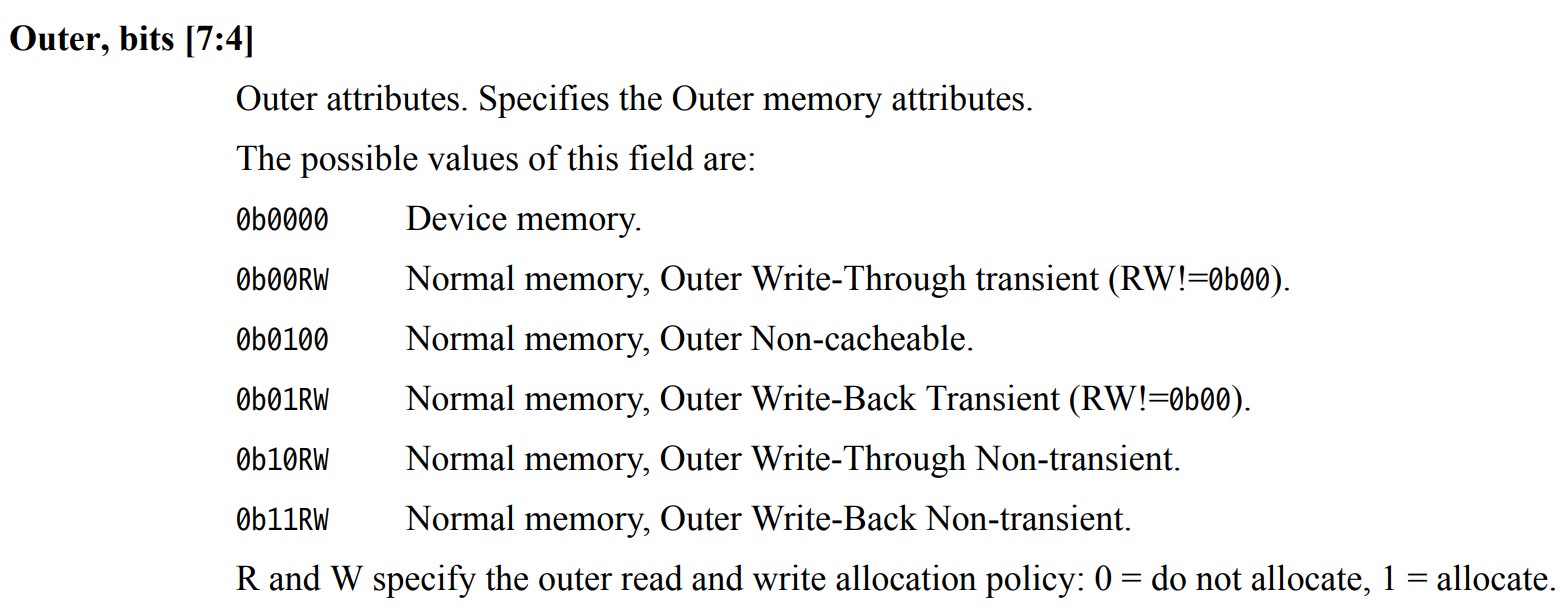 Outer, bits [7:4]
Outer attributes. Specifies the Outer memory attributes.
The possible values of this field are:
0b0000 Device memory.
0b00RW Normal memory, Outer Write-Through transient (RW!=0b00).
0b0100 Normal memory, Outer Non-cacheable.
0b01RW Normal memory, Outer Write-Back Transient (RW!=0b00).
0b10RW Normal memory, Outer Write-Through Non-transient.
0b11RW Normal memory, Outer Write-Back Non-transient.
R and W specify the outer read and write allocation policy: 0 = do not allocate, 1 = allocate.